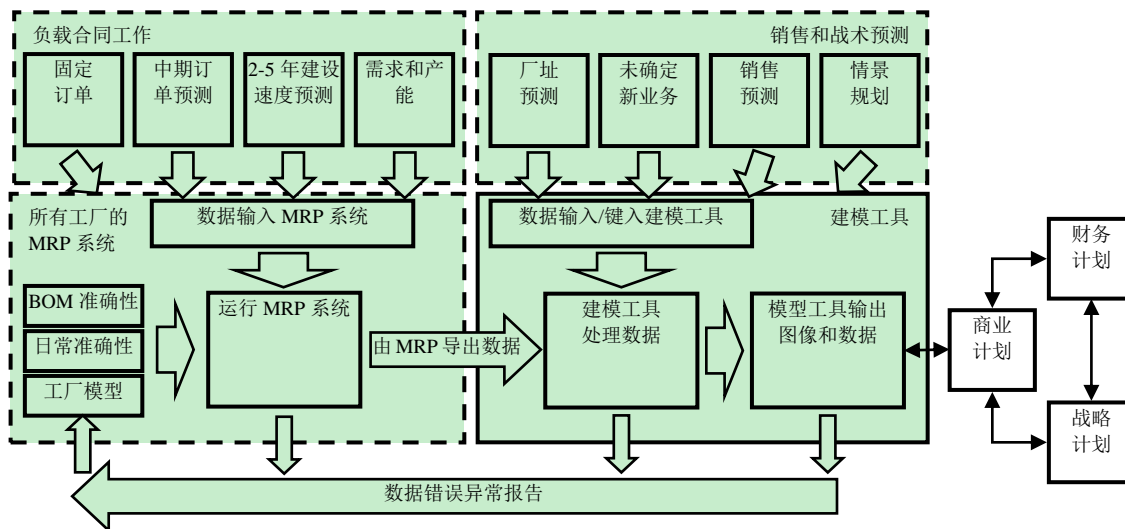 负载合同工作
固定
订单
中期订
单预测
2-5 年建设
速度预测
需求和产
能
销售和战术预测
厂址
预测
未确定
新业务
销售
预测
情景
规划
所有工厂的
MRP 系统
数据输入 MRP 系统
BOM 准确性
日常准确性
工厂模型
运行 MRP 系统
由 MRP 导出数据
数据输入/键入建模工具
建模工具
建模工具
处理数据
模型工具输出
图像和数据
商业
计划
财务
计划
战略
计划
数据错误异常报告